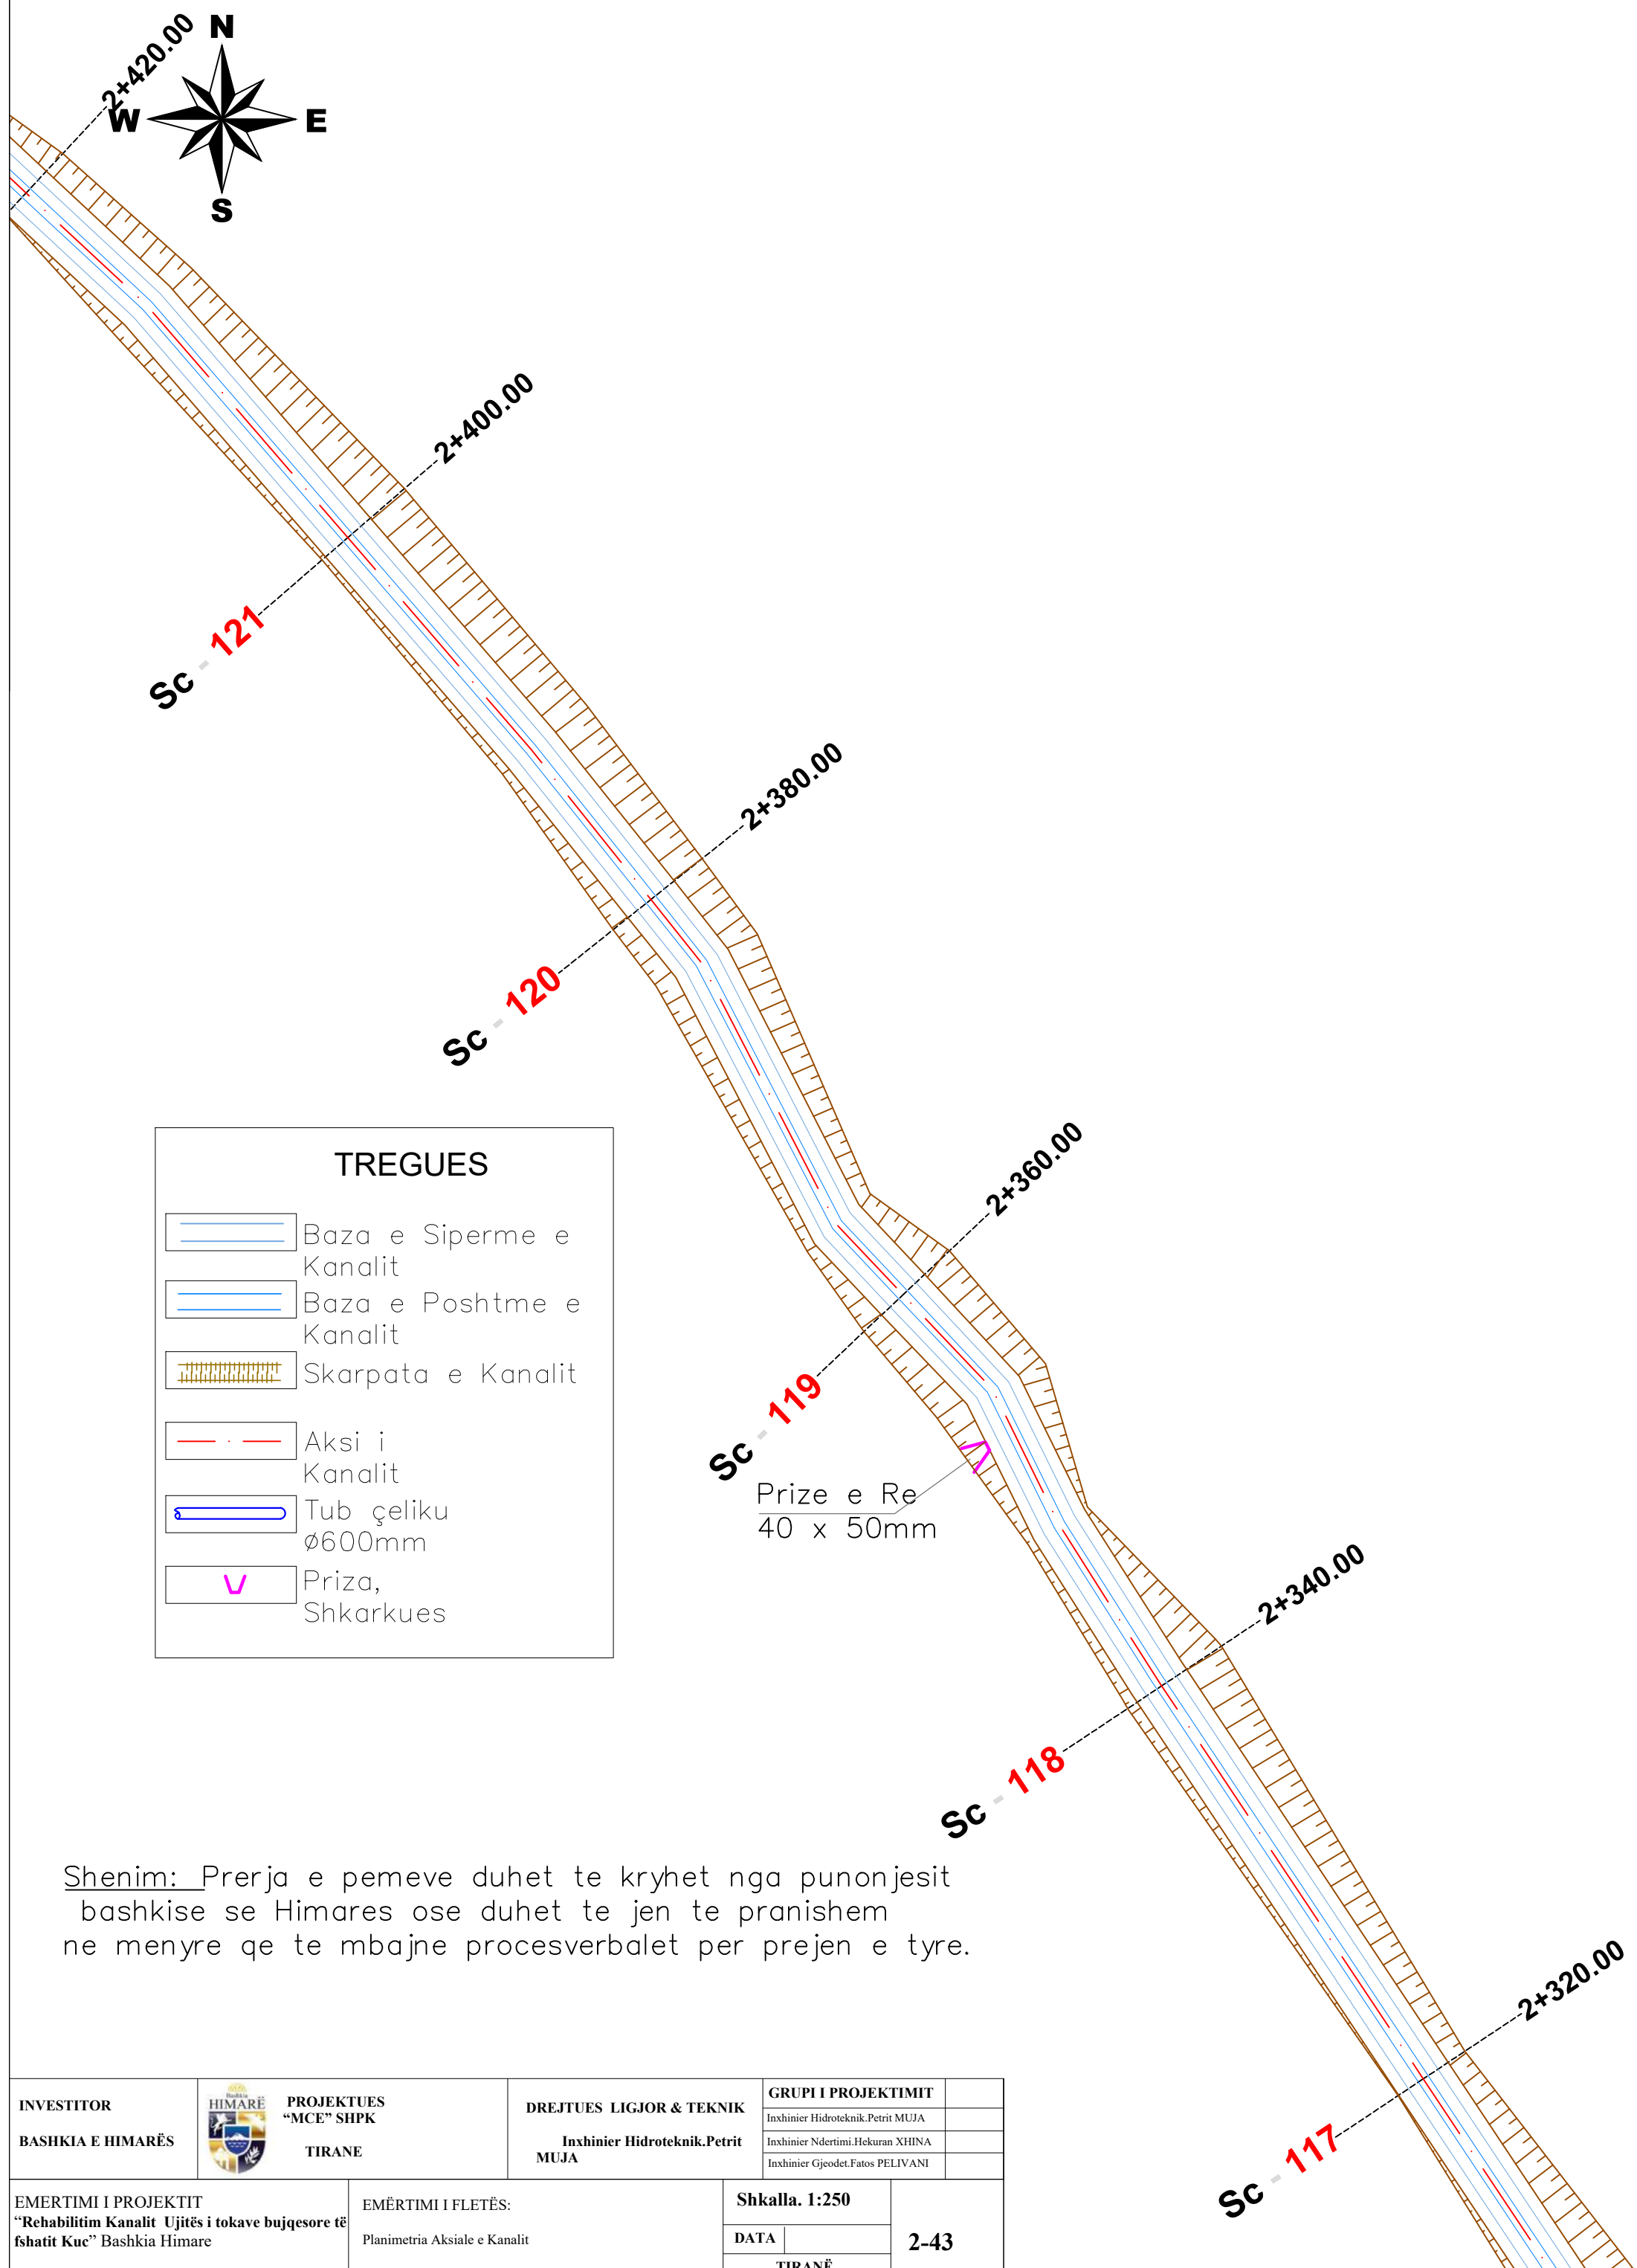 N
2+420.00
W
E
S
2+400.00
Sc - 121
2+380.00
Sc - 120
2+360.00
Sc - 119
TREGUES
Baza e Siperme e
Kanalit
Baza e Poshtme e
Kanalit
Skarpata e Kanalit
Aksi i
Kanalit
Tub çeliku
Ø600mm
Priza,
Shkarkues
Prize e Re
40 x 50mm
2+340.00
Sc - 118
Shenim: Prerja e pemeve duhet te kryhet nga punonjesit
bashkise se Himares ose duhet te jen te pranishem
ne menyre qe te mbajne procesverbalet per prejen e tyre.
2+320.00
Sc - 117
INVESTITOR
BASHKIA E HIMARËS
Bashkia
HIMARË
PROJEKTUES
“MCE” SHPK
TIRANE
DREJTUES LIGJOR & TEKNIK
Inxhinier Hidroteknik.Petrit
MUJA
GRUPI I PROJEKTIMIT
Inxhinier Hidroteknik.Petrit MUJA
Inxhinier Ndertimi.Hekuran XHINA
Inxhinier Gjeodet.Fatos PELIVANI
EMERTIMI I PROJEKTIT
“Rehabilitim Kanalit Ujitës i tokave bujqesore të
fshatit Kuc” Bashkia Himare
EMËRTIMI I FLETËS:
Planimetria Aksiale e Kanalit
Shkalla. 1:250
DATA
TIRANË
2-43